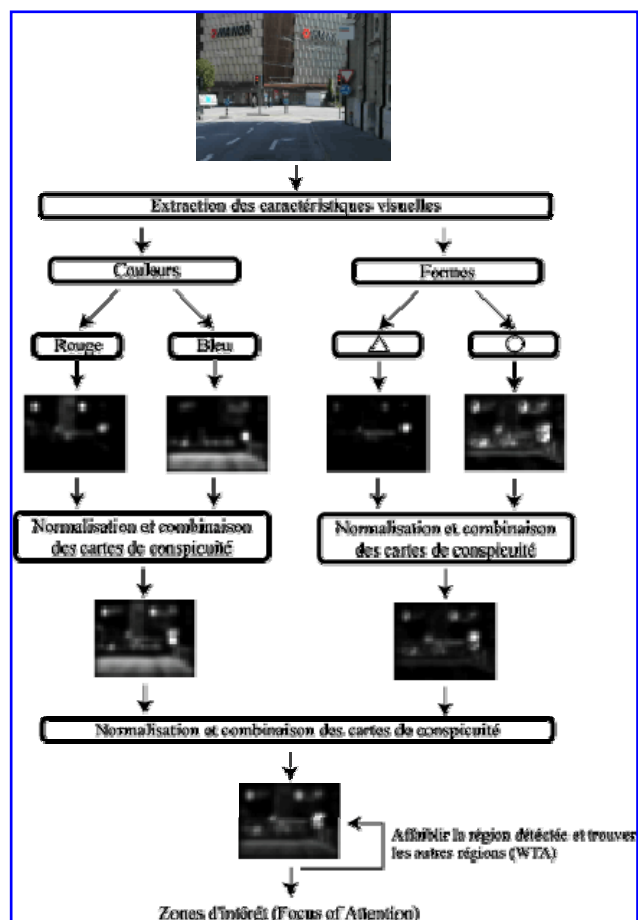 MANOR
Extraction des caractéristiques visuelles
Couleurs
Formes
Rouge
Bleu
Normalisation et combinaison
des cartes de conspicuité
Normalisation et combinaison
des cartes de conspicuité
Normalisation et combinaison des cartes de conspicuité
Affaiblir la région détectée et trouver
les autres régions (WTA)
Zones d'intérêt (Focus of Attention)